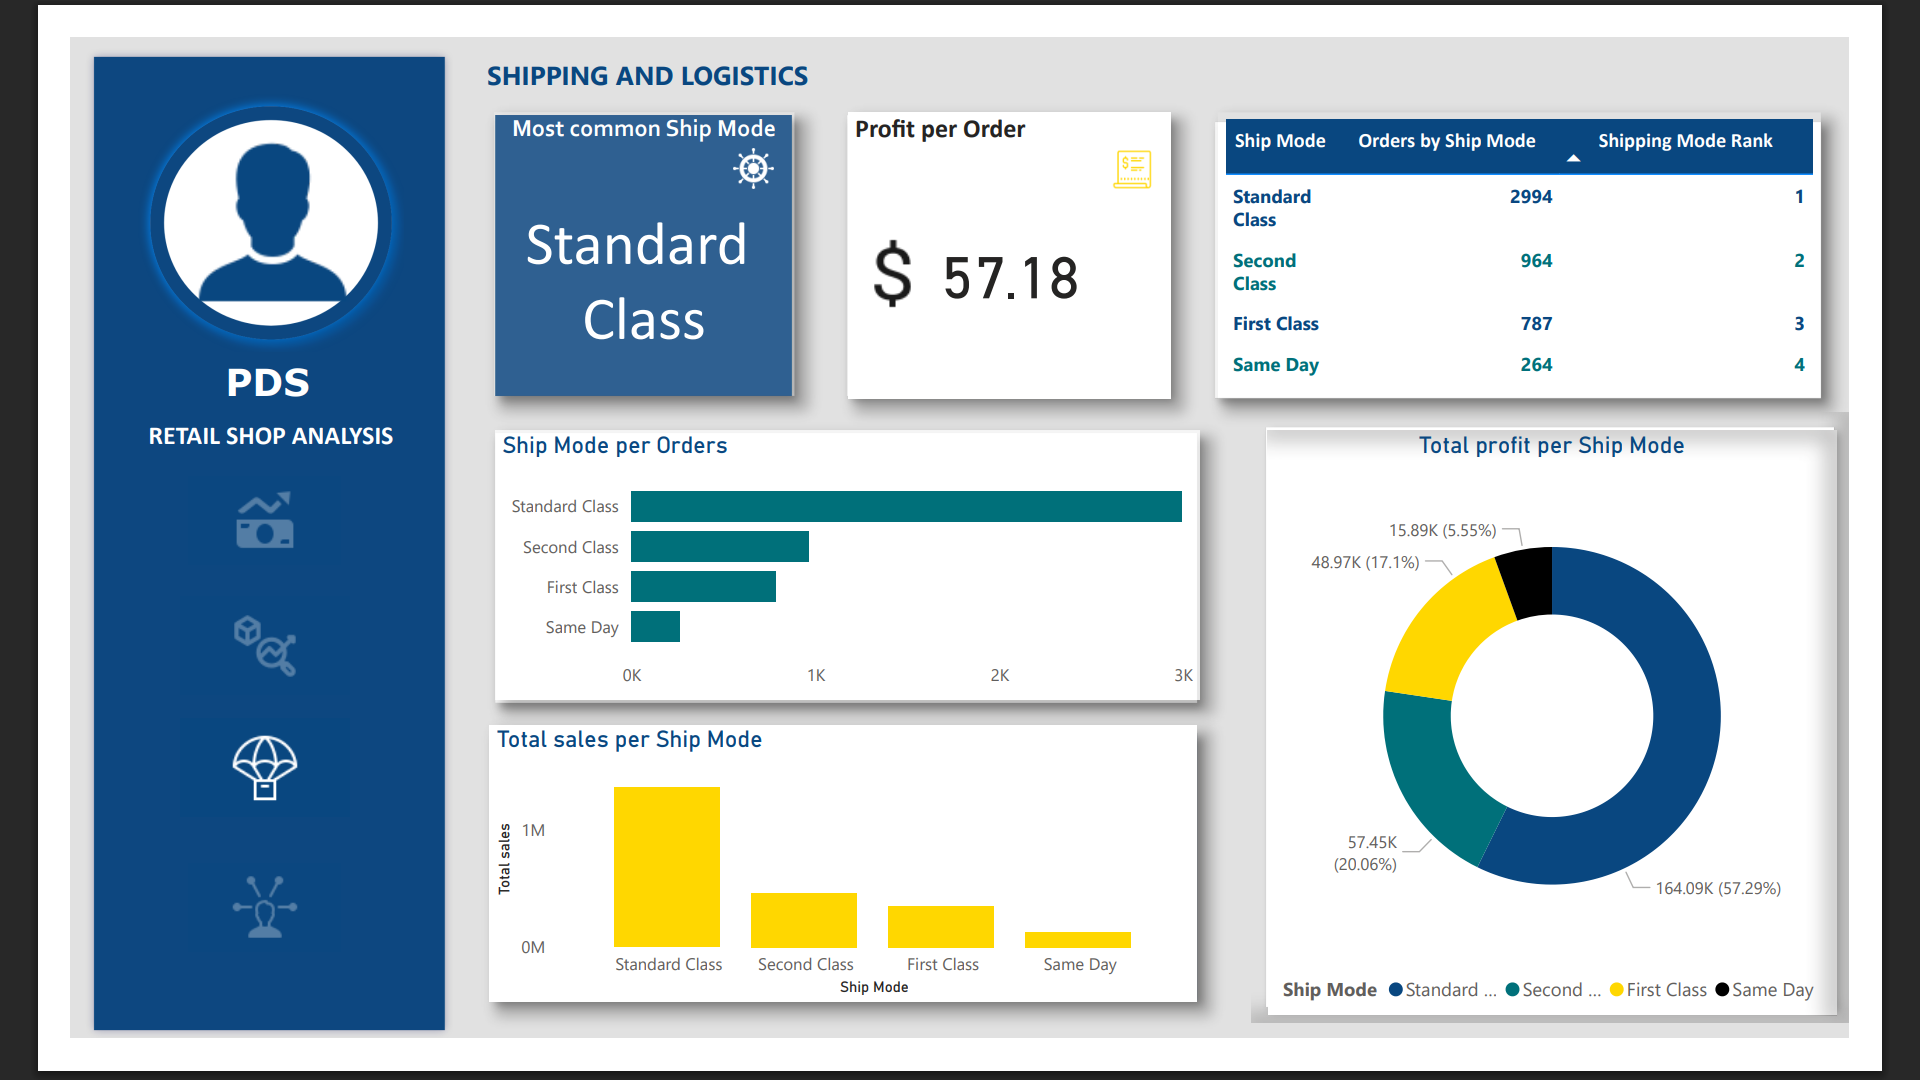 PDS
RETAIL SHOP ANALYSIS
SHIPPING AND LOGISTICS
Most common Ship Mode
Standard
Class
Profit per Order
$ 57.18
Ship Mode Orders by Ship Mode Shipping Mode Rank
Standard Class 2994 1
Second Class 964 2
First Class 787 3
Same Day 264 4
Ship Mode per Orders
Standard Class
Second Class
First Class
Same Day
0K 1K 2K 3K
Total sales per Ship Mode
Total sales
1M
0M
Standard Class Second Class First Class Same Day
Ship Mode
Total profit per Ship Mode
15.89K (5.55%)
48.97K (17.1%)
57.45K
(20.06%)
164.09K (57.29%)
Ship Mode Standard ... Second ... First Class Same Day